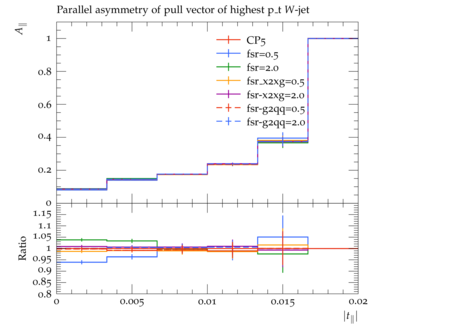 Parallel asymmetry of pull vector of highest p_t W-jet
A∥
1
0.8
0.6
0.4
0.2
0
CP5
fsr=0.5
fsr=2.0
fsr_x2xg=0.5
fsr-x2xg=2.0
fsr-g2qq=0.5
fsr-g2qq=2.0
Ratio
1.15
1.1
1.05
1
0.95
0.9
0.85
0.8
0 0.005 0.01 0.015 0.02
|t∥|